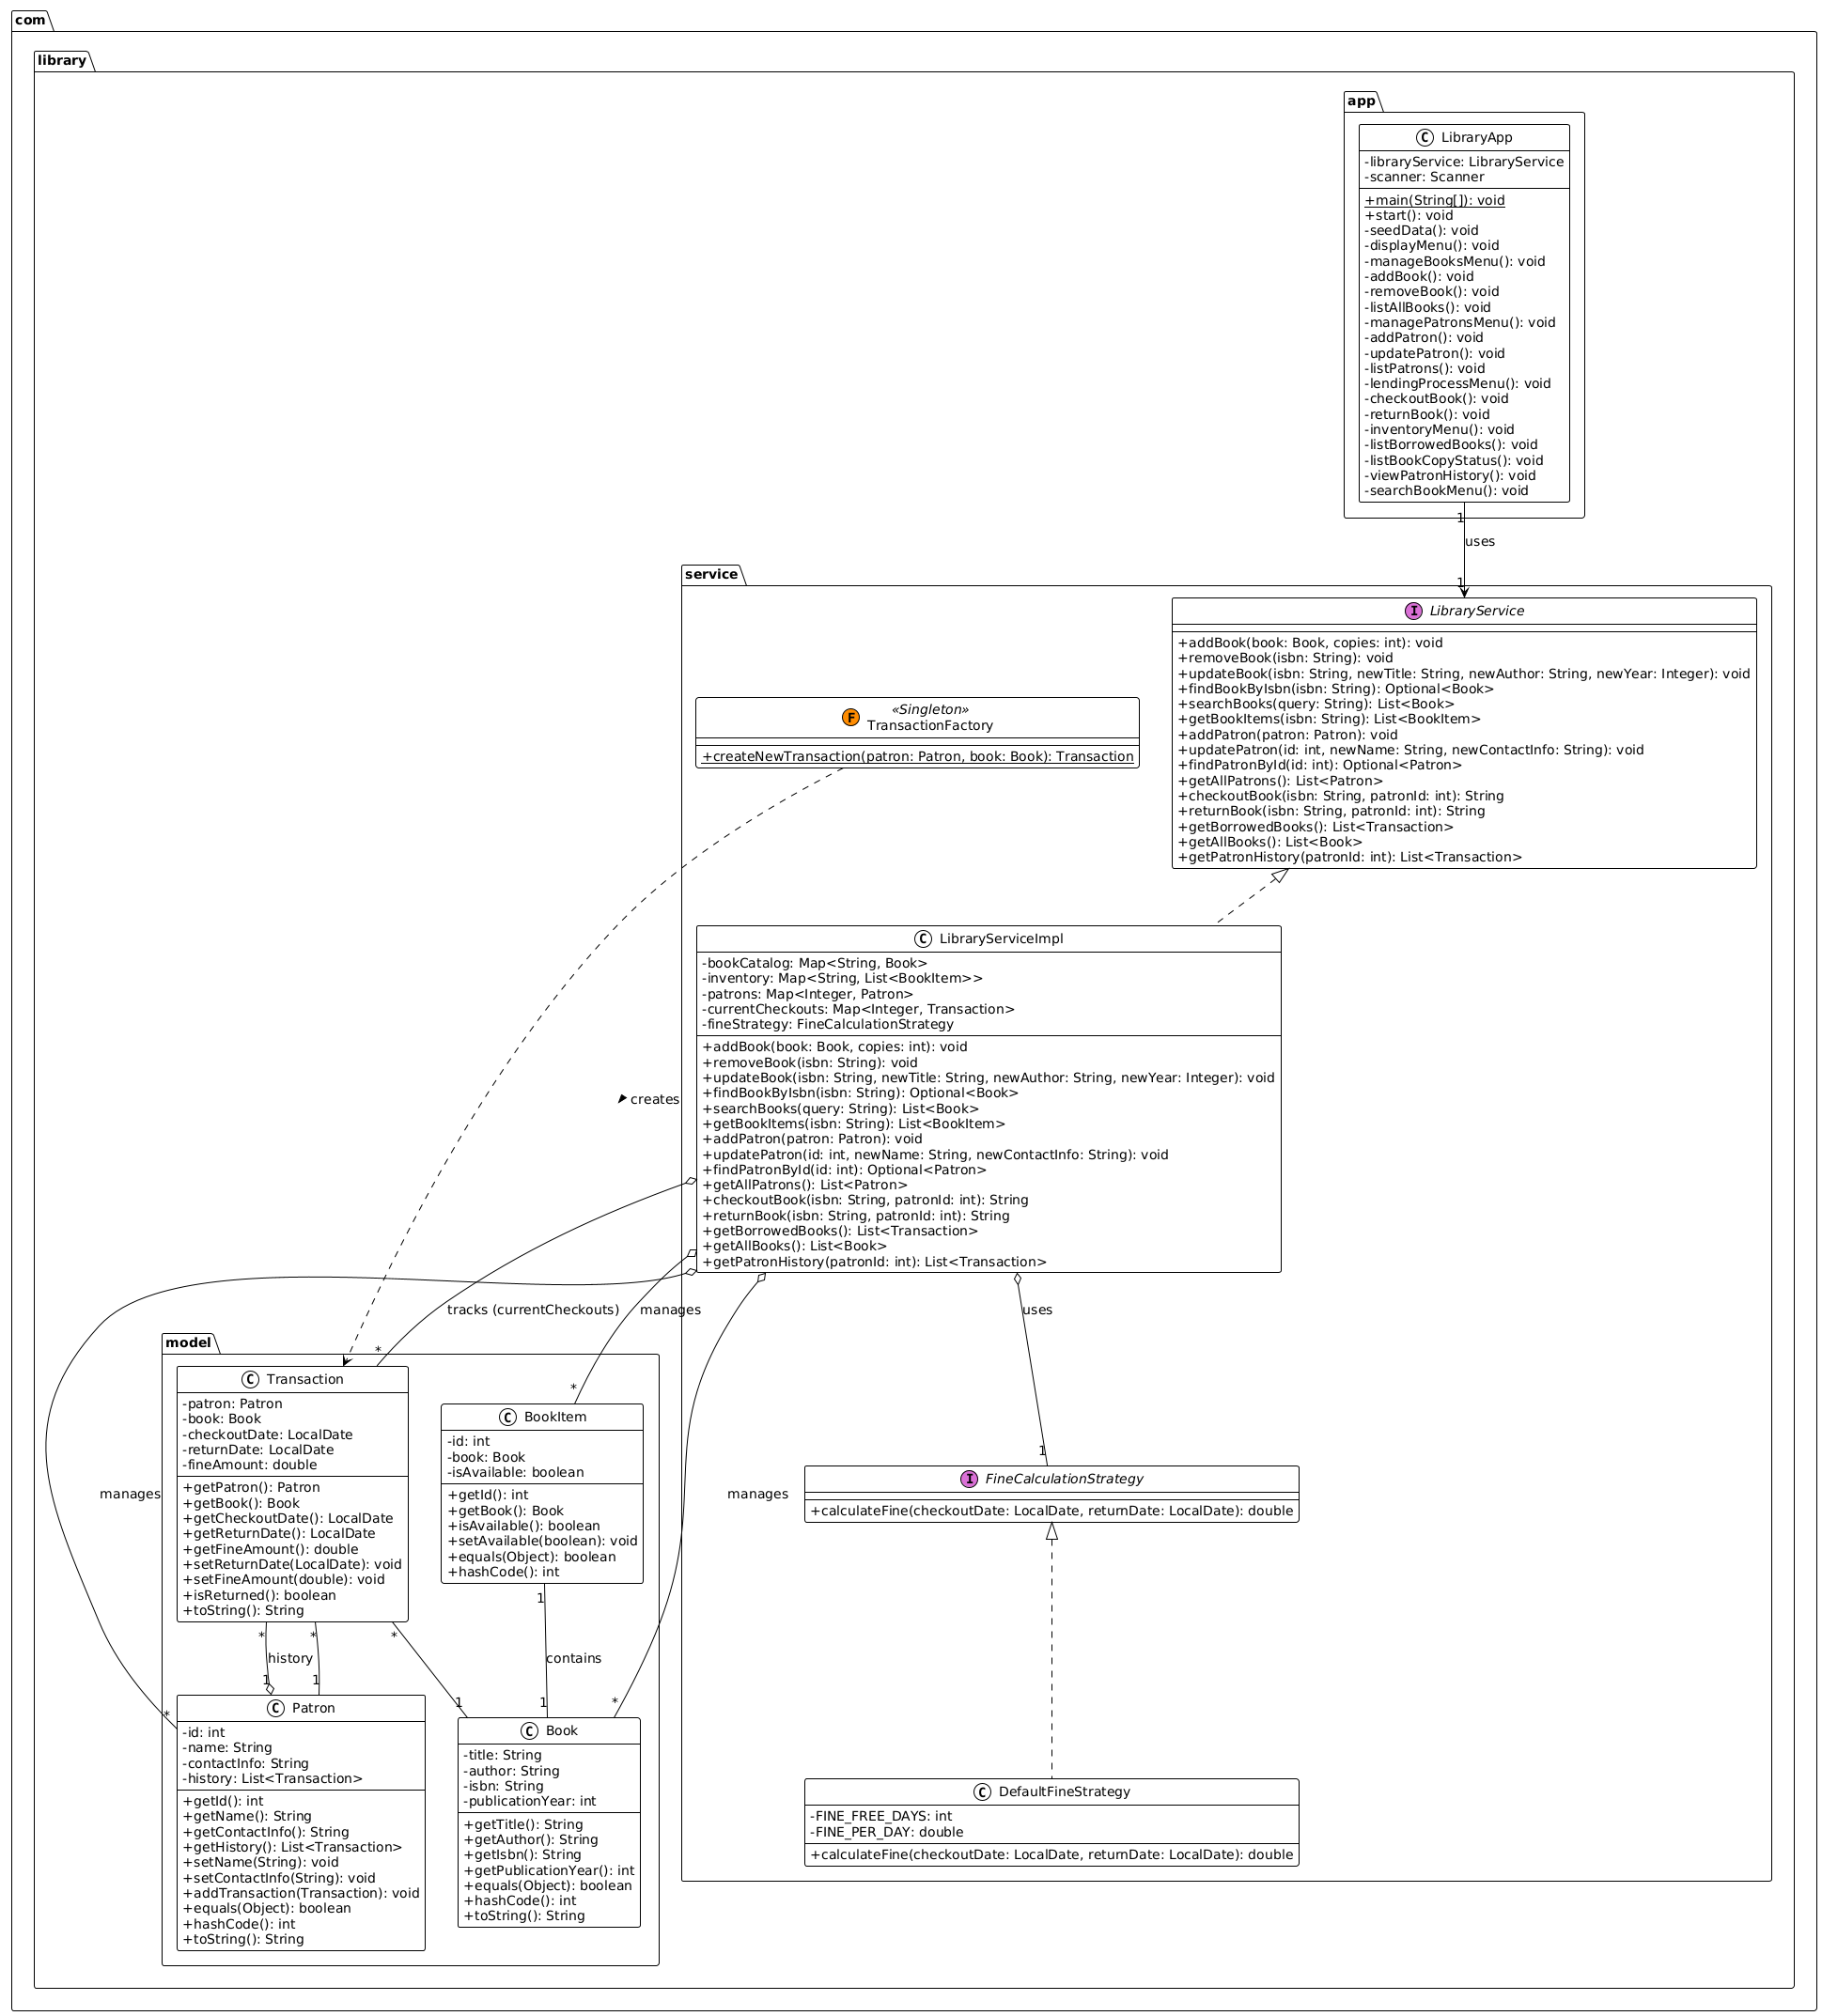 com
library
app
C LibraryApp
-libraryService: LibraryService
-scanner: Scanner
+main(String[]): void
+start(): void
-seedData(): void
-displayMenu(): void
-manageBooksMenu(): void
-addBook(): void
-removeBook(): void
-listAllBooks(): void
-managePatronsMenu(): void
-addPatron(): void
-updatePatron(): void
-listPatrons(): void
-lendingProcessMenu(): void
-checkoutBook(): void
-returnBook(): void
-inventoryMenu(): void
-listBorrowedBooks(): void
-listBookCopyStatus(): void
-viewPatronHistory(): void
-searchBookMenu(): void
1
uses
1
service
I LibraryService
+addBook(book: Book, copies: int): void
+removeBook(isbn: String): void
+updateBook(isbn: String, newTitle: String, newAuthor: String, newYear: Integer): void
+findBookByIsbn(isbn: String): Optional<Book>
+searchBooks(query: String): List<Book>
+getBookItems(isbn: String): List<BookItem>
+addPatron(patron: Patron): void
+updatePatron(id: int, newName: String, newContactInfo: String): void
+findPatronById(id: int): Optional<Patron>
+getAllPatrons(): List<Patron>
+checkoutBook(isbn: String, patronId: int): String
+returnBook(isbn: String, patronId: int): String
+getBorrowedBooks(): List<Transaction>
+getAllBooks(): List<Book>
+getPatronHistory(patronId: int): List<Transaction>
«Singleton»
F TransactionFactory
+createNewTransaction(patron: Patron, book: Book): Transaction
C LibraryServiceImpl
-bookCatalog: Map<String, Book>
-inventory: Map<String, List<BookItem>>
-patrons: Map<Integer, Patron>
-currentCheckouts: Map<Integer, Transaction>
-fineStrategy: FineCalculationStrategy
+addBook(book: Book, copies: int): void
+removeBook(isbn: String): void
+updateBook(isbn: String, newTitle: String, newAuthor: String, newYear: Integer): void
+findBookByIsbn(isbn: String): Optional<Book>
+searchBooks(query: String): List<Book>
+getBookItems(isbn: String): List<BookItem>
+addPatron(patron: Patron): void
+updatePatron(id: int, newName: String, newContactInfo: String): void
+findPatronById(id: int): Optional<Patron>
+getAllPatrons(): List<Patron>
+checkoutBook(isbn: String, patronId: int): String
+returnBook(isbn: String, patronId: int): String
+getBorrowedBooks(): List<Transaction>
+getAllBooks(): List<Book>
+getPatronHistory(patronId: int): List<Transaction>
creates
tracks (currentCheckouts)
manages
uses
*
*
1
model
C Transaction
-patron: Patron
-book: Book
-checkoutDate: LocalDate
-returnDate: LocalDate
-fineAmount: double
+getPatron(): Patron
+getBook(): Book
+getCheckoutDate(): LocalDate
+getReturnDate(): LocalDate
+getFineAmount(): double
+setReturnDate(LocalDate): void
+setFineAmount(double): void
+isReturned(): boolean
+toString(): String
C BookItem
-id: int
-book: Book
-isAvailable: boolean
+getId(): int
+getBook(): Book
+isAvailable(): boolean
+setAvailable(boolean): void
+equals(Object): boolean
+hashCode(): int
I FineCalculationStrategy
+calculateFine(checkoutDate: LocalDate, returnDate: LocalDate): double
manages
manages
*
*
*
1
history
contains
1
1
1
1
*
*
C Patron
-id: int
-name: String
-contactInfo: String
-history: List<Transaction>
+getId(): int
+getName(): String
+getContactInfo(): String
+getHistory(): List<Transaction>
+setName(String): void
+setContactInfo(String): void
+addTransaction(Transaction): void
+equals(Object): boolean
+hashCode(): int
+toString(): String
C Book
-title: String
-author: String
-isbn: String
-publicationYear: int
+getTitle(): String
+getAuthor(): String
+getIsbn(): String
+getPublicationYear(): int
+equals(Object): boolean
+hashCode(): int
+toString(): String
C DefaultFineStrategy
-FINE_FREE_DAYS: int
-FINE_PER_DAY: double
+calculateFine(checkoutDate: LocalDate, returnDate: LocalDate): double